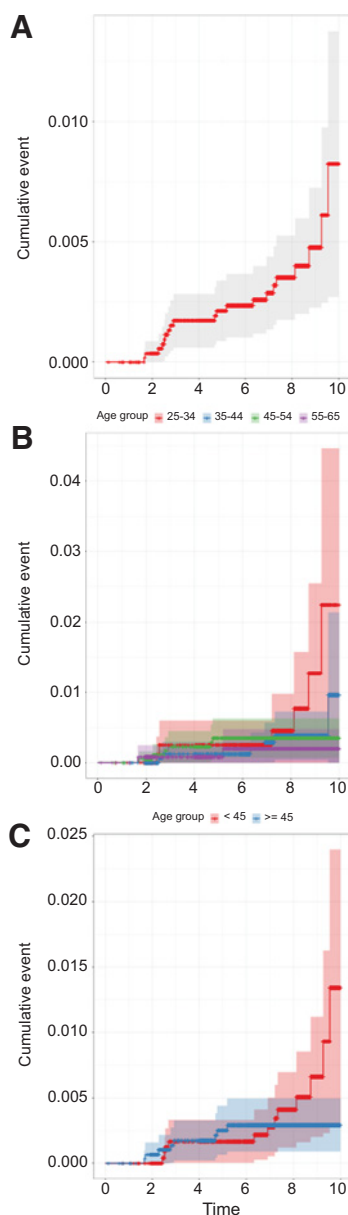 A
Cumulative event
0.010
0.005
0.000
0 2 4 6 8 10
Age group 25-34 35-44 45-54 55-65
B
Cumulative event
0.04
0.03
0.02
0.01
0.00
0 2 4 6 8 10
Age group < 45 >= 45
C
Cumulative event
0.025
0.020
0.015
0.010
0.005
0.000
0 2 4 6 8 10
Time